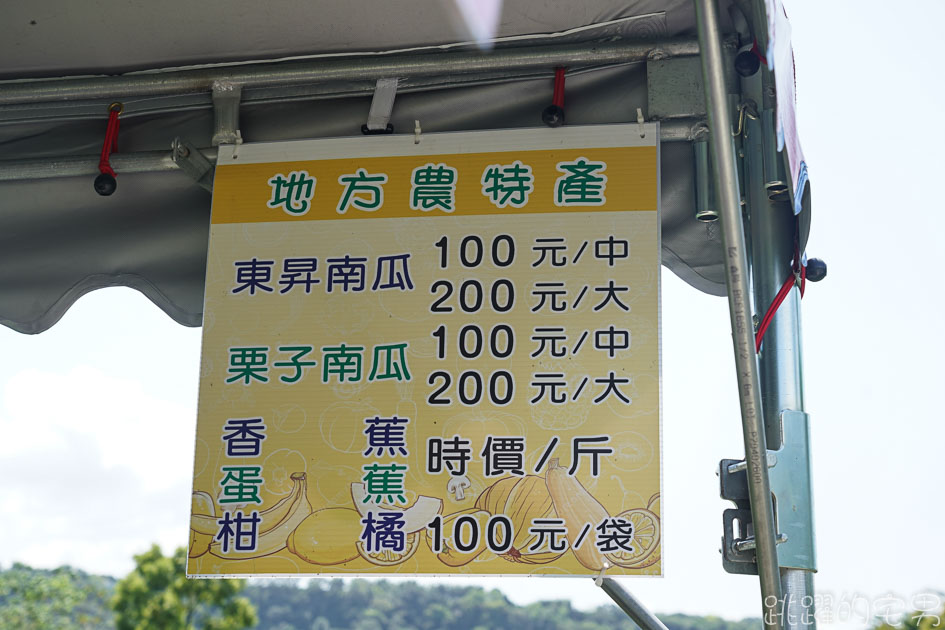 地方農特產
東昇南瓜 100 元/中
200 元/大
栗子南瓜 100 元/中
200 元/大
香蕉
蛋蕉 時價/斤
柑橘 100 元/袋
跳躍的宅男